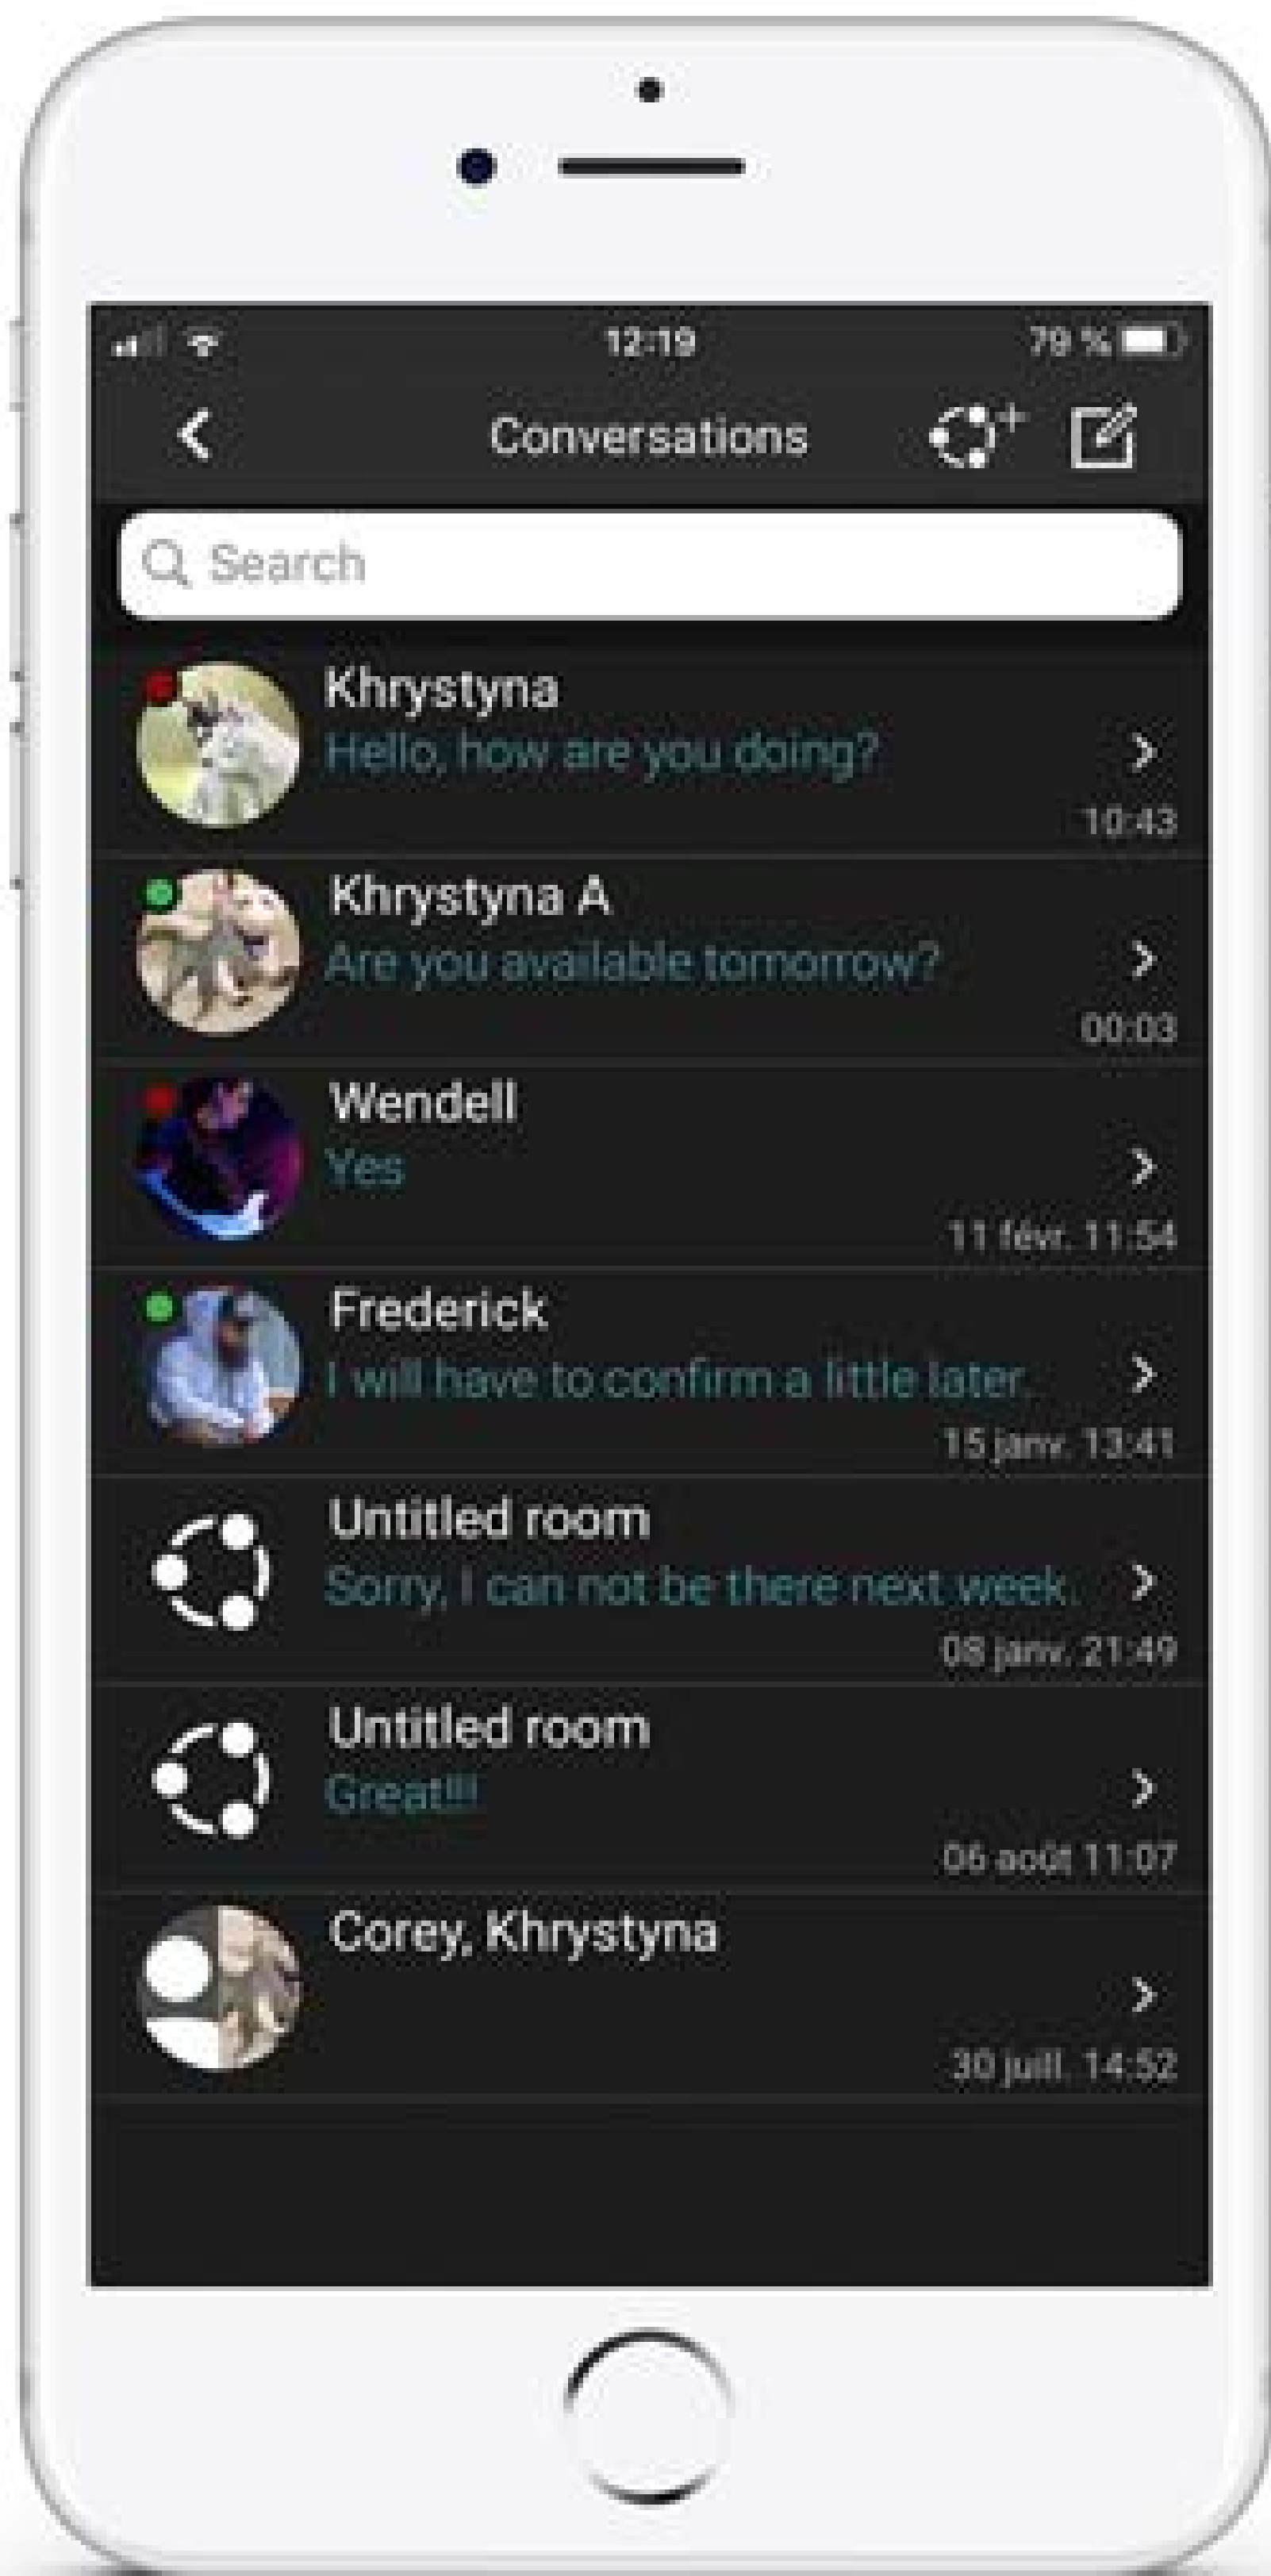 12:19
79 %
Conversations
Search
Khrystyna
Hello, how are you doing?
10:43
Khrystyna A
Are you available tomorrow?
00:03
Wendell
Yes
11 févr. 11:54
Frederick
I will have to confirm a little later.
15 janv. 13:41
Untitled room
Sorry, I can not be there next week.
08 janv. 21:49
Untitled room
Great!!!
06 août 11:07
Corey, Khrystyna
30 juill. 14:52